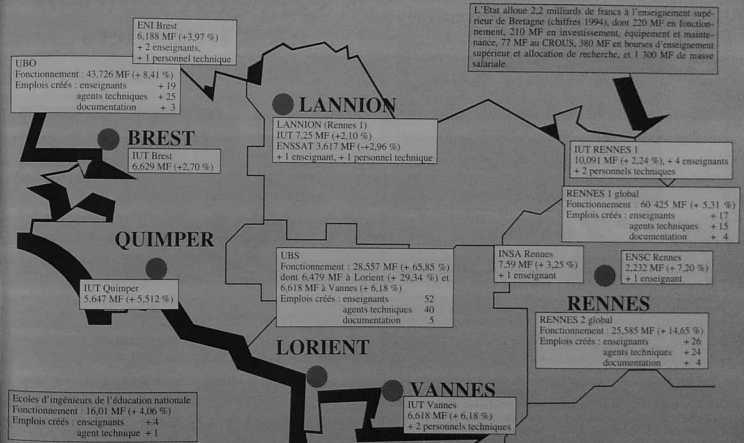 L'Etat alloue 2,2 milliards de francs à l'enseignement supé-
rieur de Bretagne (chiffres 1994), dont 220 MF en fonction-
nement, 210 MF en investissement, équipement et mainte-
nance, 77 MF au CROUS, 380 MF en bourses d'enseignement
supérieur et allocation de recherche, et 1 300 MF de masse
salariale.
ENI Brest
6,188 MF (+3,97 %)
+ 2 enseignants,
+ 1 personnel technique
UBO
Fonctionnement : 43,726 MF (+ 8,41 %)
Emplois créés : enseignants + 19
agents techniques + 25
documentation + 3
BREST
IUT Brest
6,629 MF (+2,70 %)
LANNION
LANNION (Rennes 1)
IUT 7,25 MF (+2,10 %)
ENSSAT 3,617 MF (-+2,96 %)
+ 1 enseignant, + 1 personnel technique
IUT RENNES 1
10,091 MF (+ 2,24 %), + 4 enseignants
+ 2 personnels techniques
RENNES 1 global
Fonctionnement : 60 425 MF (+ 5,31 %)
Emplois créés : enseignants + 17
agents techniques + 15
documentation + 4
QUIMPER
IUT Quimper
5,647 MF (+ 5,512 %)
UBS
Fonctionnement : 28,557 MF (+ 65,85 %)
dont 6,479 MF à Lorient (+ 29,34 %) et
6,618 MF à Vannes (+ 6,18 %)
Emplois créés : enseignants 52
agents techniques 40
documentation 5
INSA Rennes
7,59 MF (+ 3,25 %)
+ 1 enseignant
ENSC Rennes
2,232 MF (+ 7,20 %)
+ 1 enseignant
RENNES
RENNES 2 global
Fonctionnement : 25,585 MF (+ 14,65 %)
Emplois créés : enseignants + 26
agents techniques + 24
documentation + 4
LORIENT
VANNES
IUT Vannes
6,618 MF (+ 6,18 %)
+ 2 personnels techniques
Ecoles d'ingénieurs de l'éducation nationale
Fonctionnement : 16,01 MF (+ 4,06 %)
Emplois créés : enseignants + 4
agent technique + 1